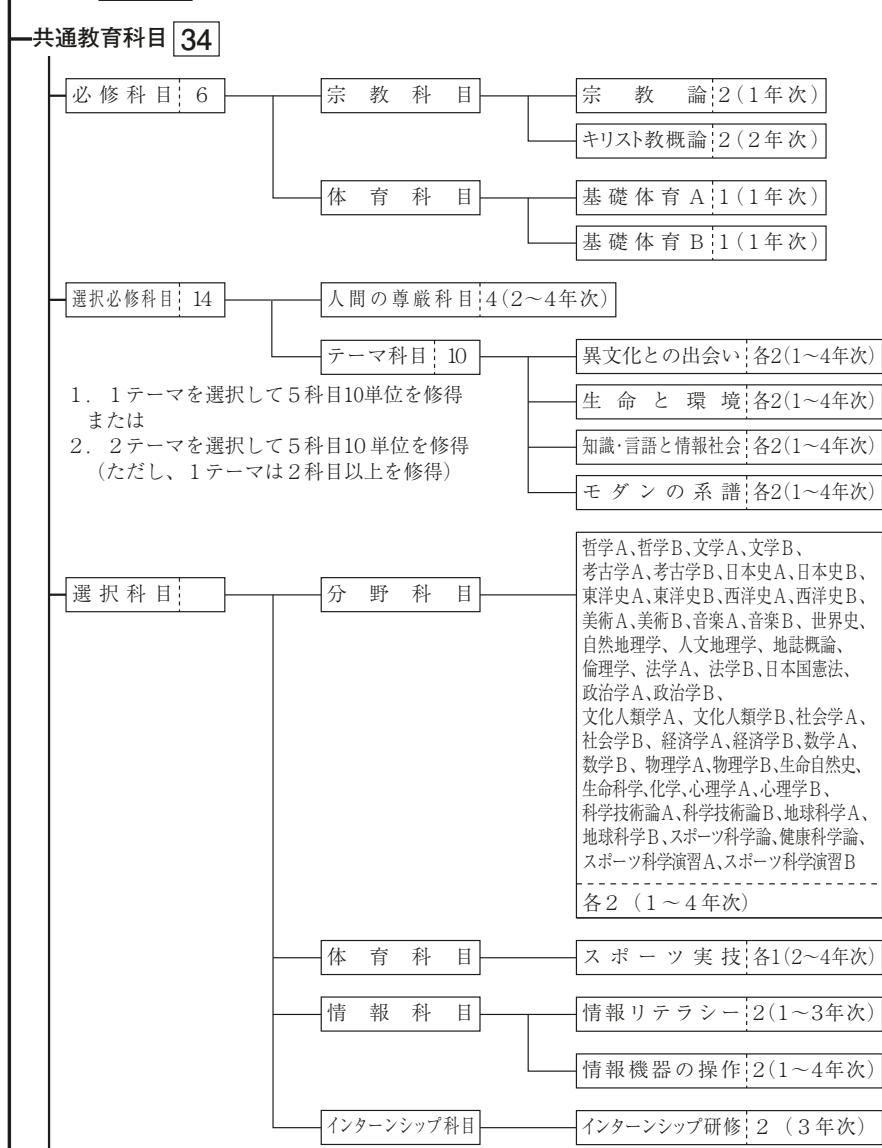 共通教育科目 34
必修科目 6
宗教科目
宗教論 2(1年次)
キリスト教概論 2(2年次)
体育科目
基礎体育A 1(1年次)
基礎体育B 1(1年次)
選択必修科目 14
人間の尊厳科目 4(2〜4年次)
テーマ科目 10
異文化との出会い 各2(1〜4年次)
生命と環境 各2(1〜4年次)
知識・言語と情報社会 各2(1〜4年次)
モダンの系譜 各2(1〜4年次)
1．1テーマを選択して5科目10単位を修得
または
2．2テーマを選択して5科目10単位を修得
(ただし、1テーマは2科目以上を修得)
選択科目
分野科目
哲学A、哲学B、文学A、文学B、
考古学A、考古学B、日本史A、日本史B、
東洋史A、東洋史B、西洋史A、西洋史B、
美術A、美術B、音楽A、音楽B、世界史、
自然地理学、人文地理学、地誌概論、
倫理学、法学A、法学B、日本国憲法、
政治学A、政治学B、
文化人類学A、文化人類学B、社会学A、
社会学B、経済学A、経済学B、数学A、
数学B、物理学A、物理学B、生命自然史、
生命科学、化学、心理学A、心理学B、
科学技術論A、科学技術論B、地球科学A、
地球科学B、スポーツ科学論、健康科学論、
スポーツ科学演習A、スポーツ科学演習B
各2（1〜4年次）
体育科目
スポーツ実技 各1(2〜4年次)
情報科目
情報リテラシー 2(1〜3年次)
情報機器の操作 2(1〜4年次)
インターンシップ科目
インターンシップ研修 2（3年次）